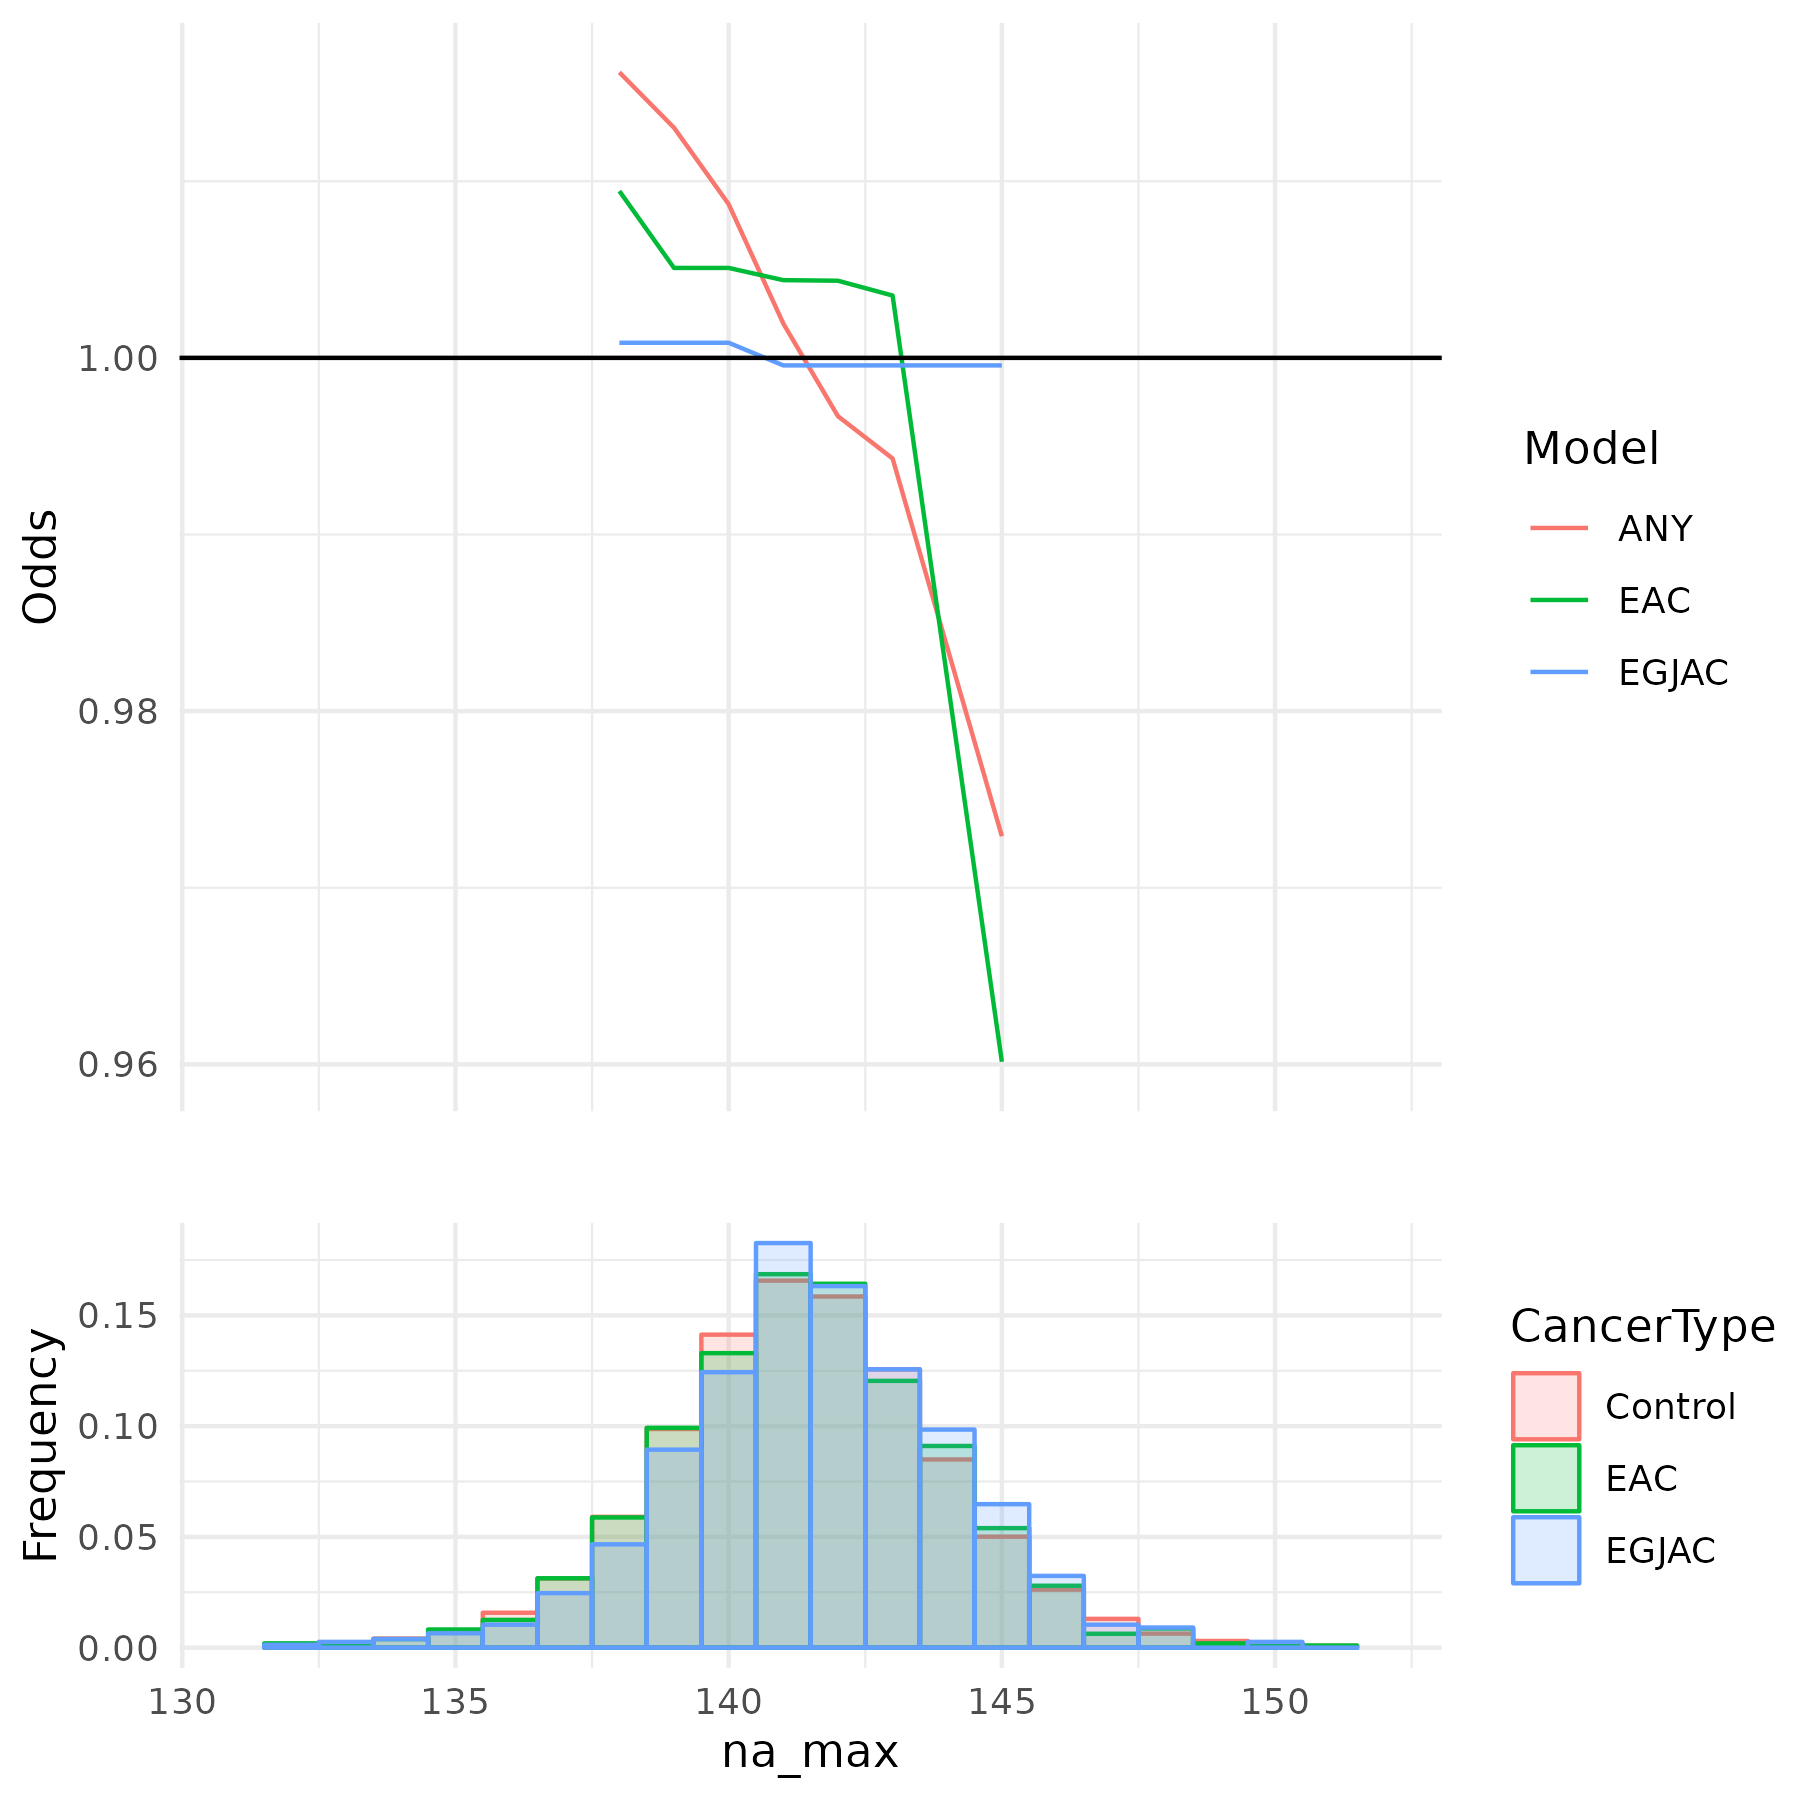 Odds
1.00
0.98
0.96
Model
ANY
EAC
EGJAC
Frequency
0.15
0.10
0.05
0.00
130 135 140 145 150
na_max
CancerType
Control
EAC
EGJAC